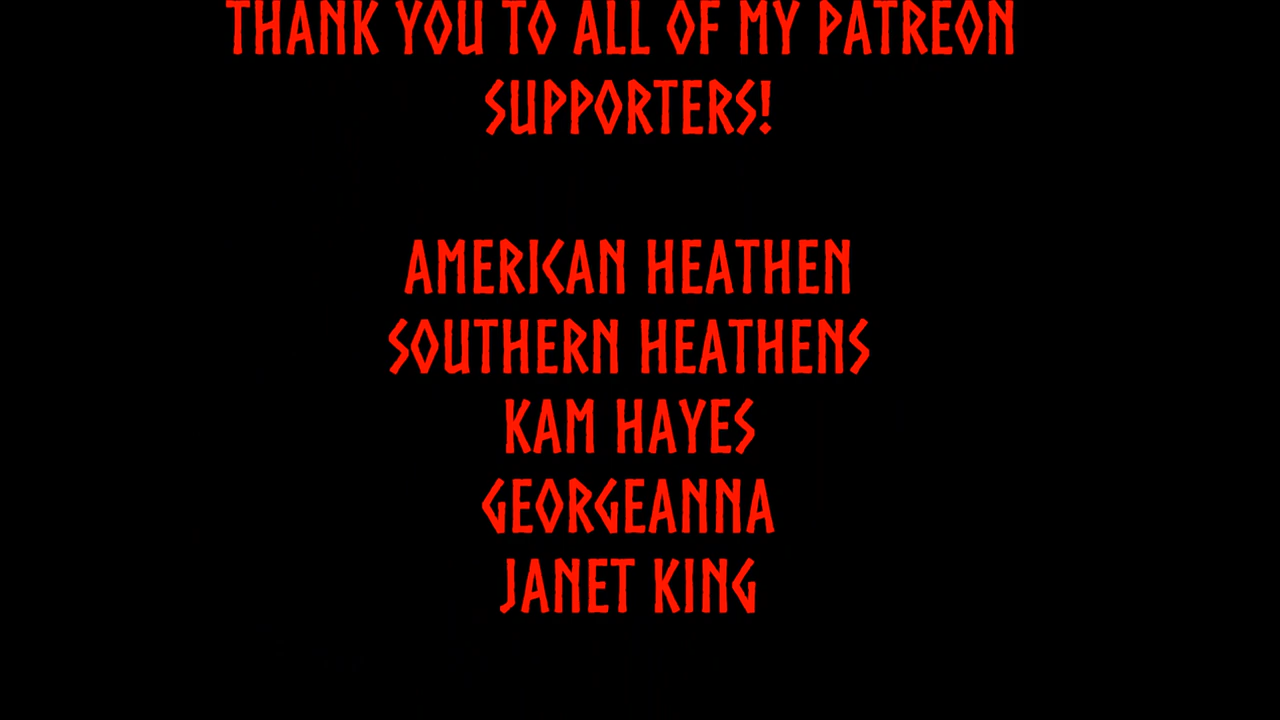 THANK YOU TO ALL OF MY PATREON
SUPPORTERS!
AMERICAN HEATHEN
SOUTHERN HEATHENS
KAM HAYES
GEORGEANNA
JANET KING